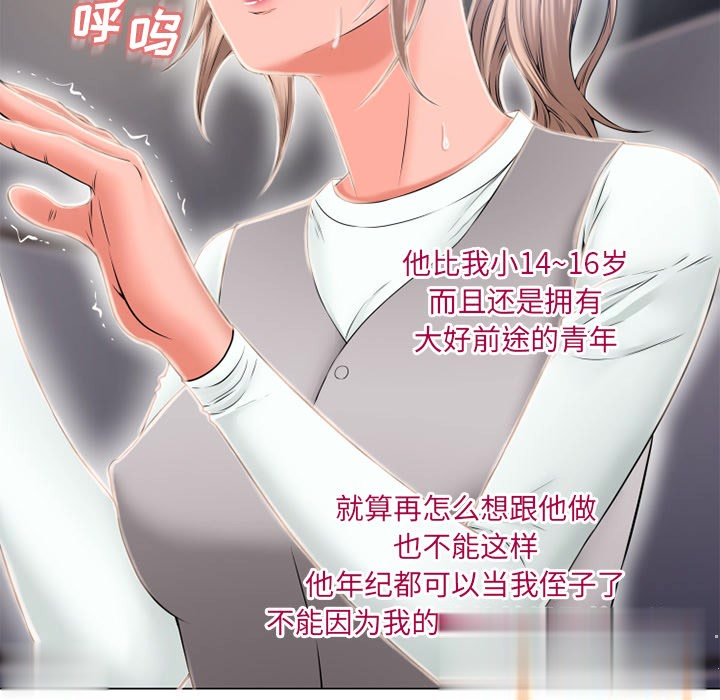 呼呜
他比我小14~16岁
而且还是拥有
大好前途的青年
就算再怎么想跟他做
也不能这样
他年纪都可以当我侄子了
不能因为我的